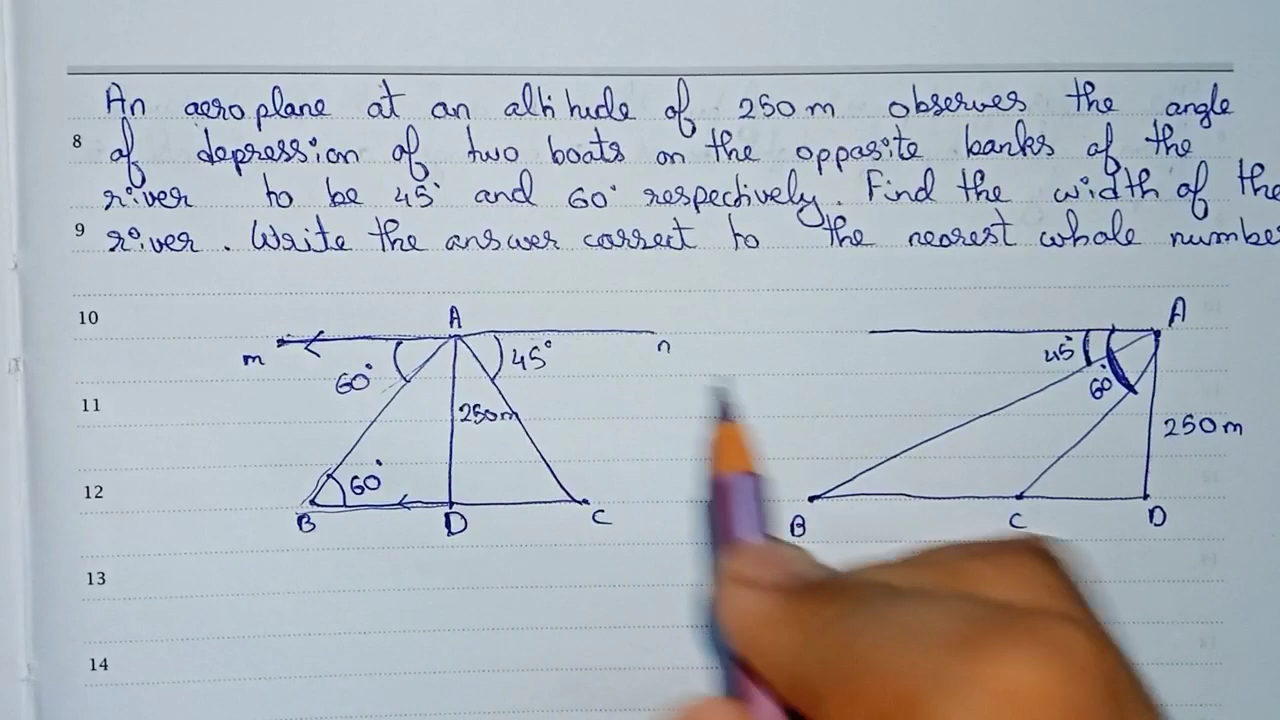 An aeroplane at an altitude of 250 m observes the angle
8
of depression of two boats on the opposite banks of the
river to be 45° and 60° respectively. Find the width of the
9
river. Write the answer correct to the nearest whole number
10
A
A
m
n
45°
45°
60°
60°
11
250m
250 m
60°
12
B
D
C
B
C
D
13
14